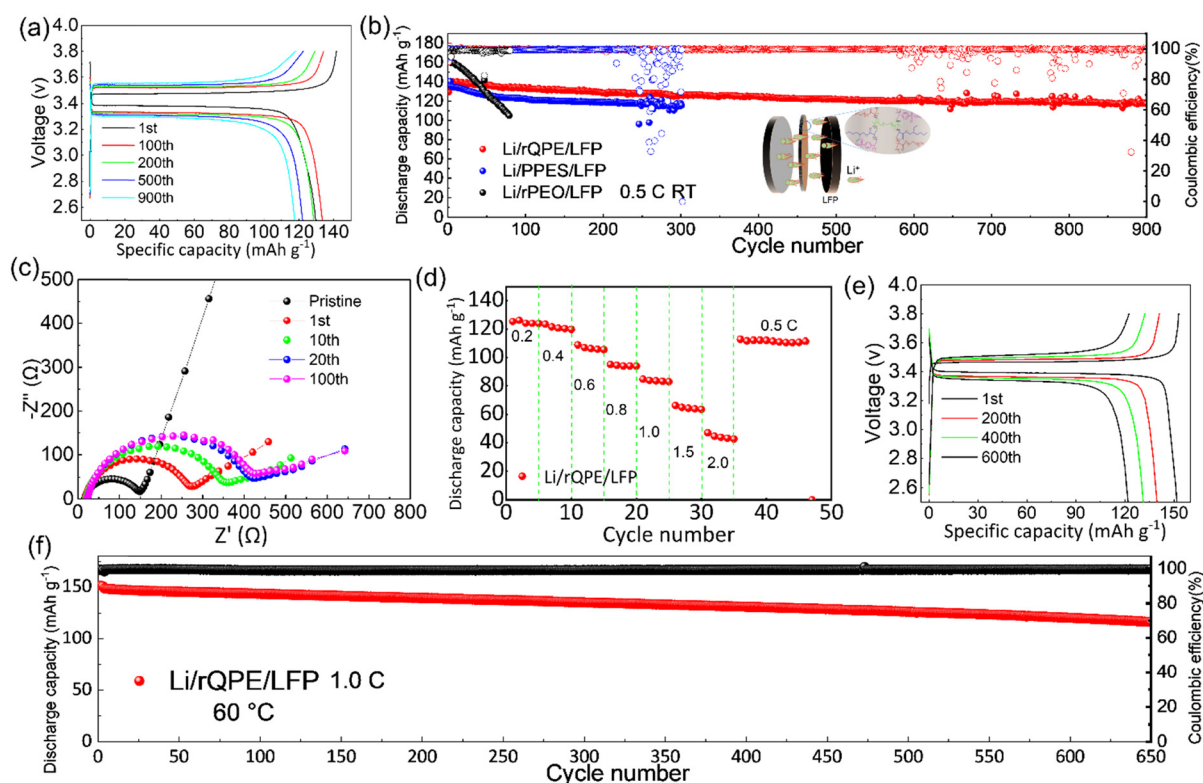 (a)
4.0
3.8
3.6
3.4
3.2
3.0
2.8
2.6
Voltage (v)
1st
100th
200th
500th
900th
0 20 40 60 80 100 120 140
Specific capacity (mAh g⁻¹)
(b)
180
160
140
120
100
80
60
40
20
0
Discharge capacity (mAh g⁻¹)
Li/rQPE/LFP
Li/PPES/LFP
Li/rPEO/LFP 0.5 C RT
Li⁺
LFP
100
80
60
40
20
0
Coulombic efficiency/(%)
0 100 200 300 400 500 600 700 800 900
Cycle number
(c)
500
400
300
200
100
0
-Z'' (Ω)
Pristine
1st
10th
20th
100th
0 100 200 300 400 500 600 700 800
Z' (Ω)
(d)
140
120
100
80
60
40
20
0
Discharge capacity (mAh g⁻¹)
0.2
0.4
0.6
0.8
1.0
1.5
2.0
0.5 C
Li/rQPE/LFP
0 10 20 30 40 50
Cycle number
(e)
4.0
3.8
3.6
3.4
3.2
3.0
2.8
2.6
Voltage (v)
1st
200th
400th
600th
0 30 60 90 120 150
Specific capacity (mAh g⁻¹)
(f)
150
100
50
0
Discharge capacity (mAh g⁻¹)
Li/rQPE/LFP 1.0 C
60 °C
100
80
60
40
20
0
Coulombic efficiency(%)
0 50 100 150 200 250 300 350 400 450 500 550 600 650
Cycle number